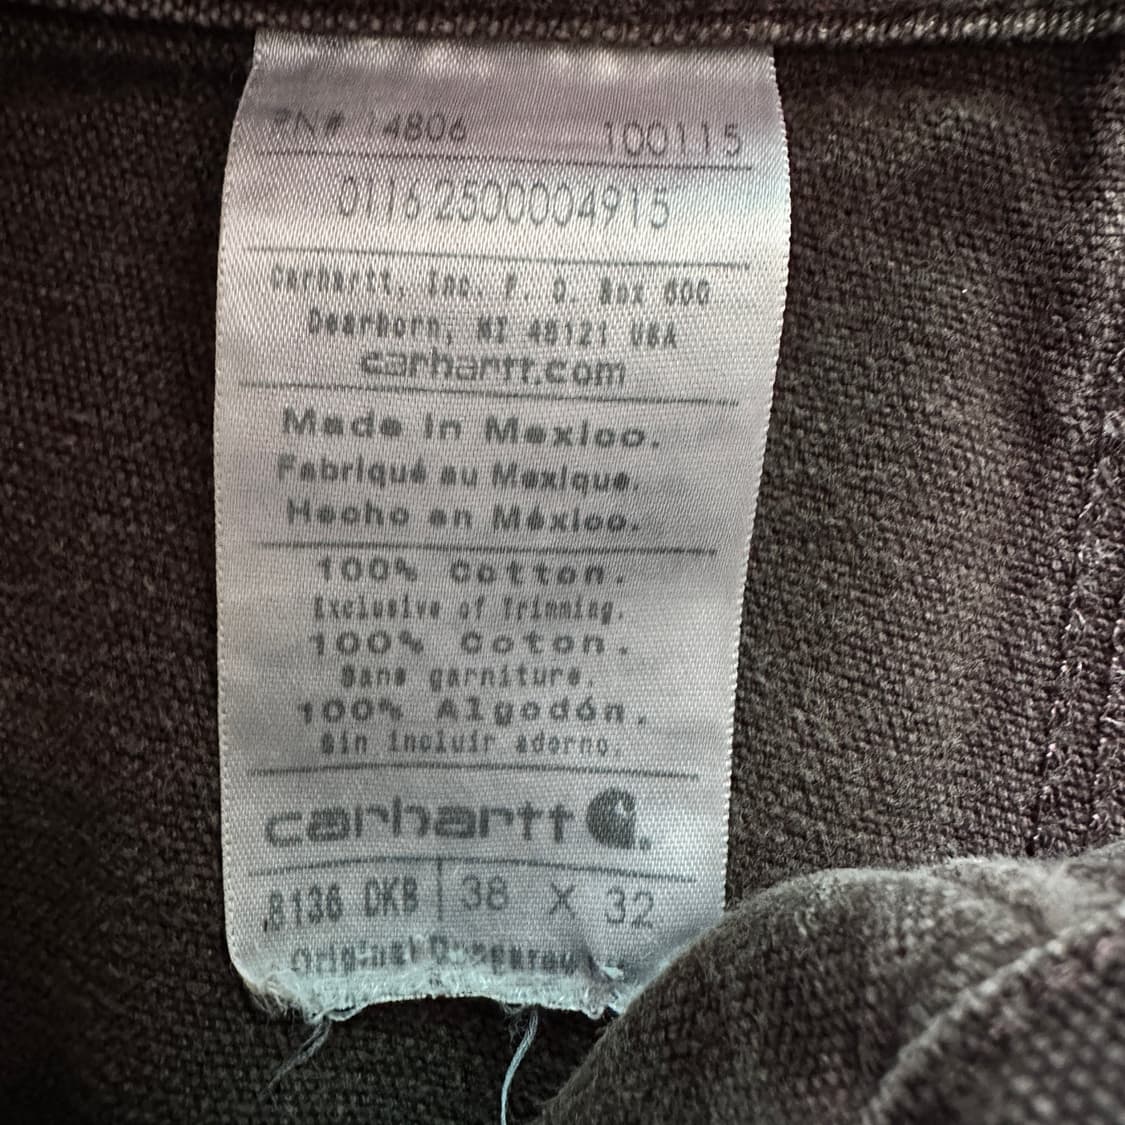 RN# 14806 100115
0116 2500004915
Carhartt, Inc. P. O. Box 600
Dearborn, MI 48121 USA
carhartt.com
Made in Mexico.
Fabriqué au Mexique.
Hecho en México.
100% Cotton.
Exclusive of Trimming.
100% Coton.
Sans garniture.
100% Algodón.
Sin incluir adorno.
carhartt
B136 DKB 38 X 32
Original Dungaree